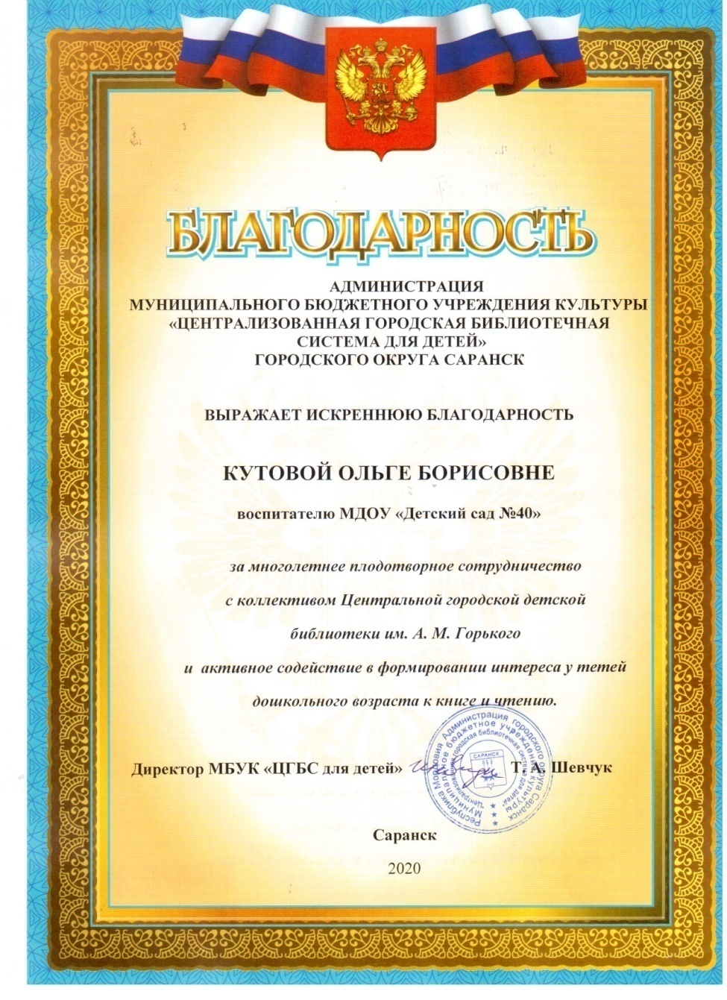 БЛАГОДАРНОСТЬ
АДМИНИСТРАЦИЯ
МУНИЦИПАЛЬНОГО БЮДЖЕТНОГО УЧРЕЖДЕНИЯ КУЛЬТУРЫ
«ЦЕНТРАЛИЗОВАННАЯ ГОРОДСКАЯ БИБЛИОТЕЧНАЯ
СИСТЕМА ДЛЯ ДЕТЕЙ»
ГОРОДСКОГО ОКРУГА САРАНСК
ВЫРАЖАЕТ ИСКРЕННЮЮ БЛАГОДАРНОСТЬ
КУТОВОЙ ОЛЬГЕ БОРИСОВНЕ
воспитателю МДОУ «Детский сад №40»
за многолетнее плодотворное сотрудничество
с коллективом Центральной городской детской
библиотеки им. А. М. Горького
и активное содействие в формировании интереса у тетей
дошкольного возраста к книге и чтению.
Директор МБУК «ЦГБС для детей» Т. А. Шевчук
Республика Мордовия Администрация городского округа Саранск
Муниципальное бюджетное учреждение культуры
"Централизованная городская библиотечная система для детей"
САРАНСК
Саранск
2020